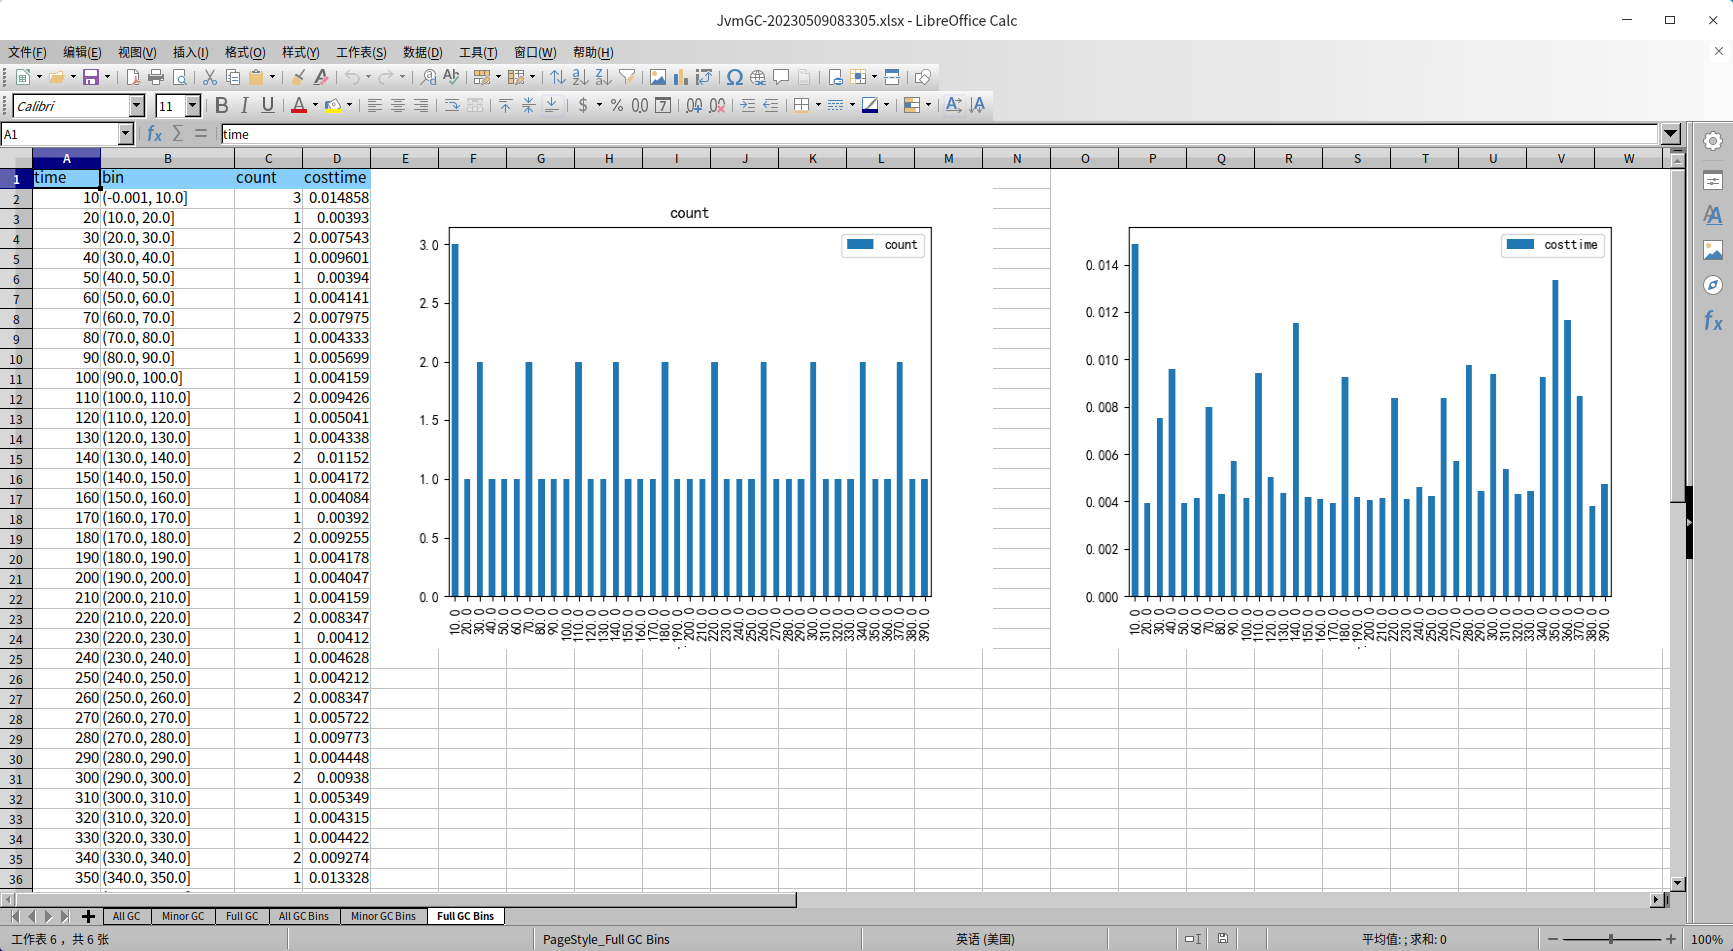 JvmGC-20230509083305.xlsx - LibreOffice Calc
文件(F) 编辑(E) 视图(V) 插入(I) 格式(O) 样式(Y) 工作表(S) 数据(D) 工具(T) 窗口(W) 帮助(H)
Calibri 11
A1 time
A B C D E F G H I J K L M N O P Q R S T U V W
1 time bin count costtime
2 10 (-0.001, 10.0] 3 0.014858
3 20 (10.0, 20.0] 1 0.00393
4 30 (20.0, 30.0] 2 0.007543
5 40 (30.0, 40.0] 1 0.009601
6 50 (40.0, 50.0] 1 0.00394
7 60 (50.0, 60.0] 1 0.004141
8 70 (60.0, 70.0] 2 0.007975
9 80 (70.0, 80.0] 1 0.004333
10 90 (80.0, 90.0] 1 0.005699
11 100 (90.0, 100.0] 1 0.004159
12 110 (100.0, 110.0] 2 0.009426
13 120 (110.0, 120.0] 1 0.005041
14 130 (120.0, 130.0] 1 0.004338
15 140 (130.0, 140.0] 2 0.01152
16 150 (140.0, 150.0] 1 0.004172
17 160 (150.0, 160.0] 1 0.004084
18 170 (160.0, 170.0] 1 0.00392
19 180 (170.0, 180.0] 2 0.009255
20 190 (180.0, 190.0] 1 0.004178
21 200 (190.0, 200.0] 1 0.004047
22 210 (200.0, 210.0] 1 0.004159
23 220 (210.0, 220.0] 2 0.008347
24 230 (220.0, 230.0] 1 0.00412
25 240 (230.0, 240.0] 1 0.004628
26 250 (240.0, 250.0] 1 0.004212
27 260 (250.0, 260.0] 2 0.008347
28 270 (260.0, 270.0] 1 0.005722
29 280 (270.0, 280.0] 1 0.009773
30 290 (280.0, 290.0] 1 0.004448
31 300 (290.0, 300.0] 2 0.00938
32 310 (300.0, 310.0] 1 0.005349
33 320 (310.0, 320.0] 1 0.004315
34 330 (320.0, 330.0] 1 0.004422
35 340 (330.0, 340.0] 2 0.009274
36 350 (340.0, 350.0] 1 0.013328
count
count
3.0
2.5
2.0
1.5
1.0
0.5
0.0
10.0 20.0 30.0 40.0 50.0 60.0 70.0 80.0 90.0 100.0 110.0 120.0 130.0 140.0 150.0 160.0 170.0 180.0 190.0 200.0 210.0 220.0 230.0 240.0 250.0 260.0 270.0 280.0 290.0 300.0 310.0 320.0 330.0 340.0 350.0 360.0 370.0 380.0 390.0
costtime
0.014
0.012
0.010
0.008
0.006
0.004
0.002
0.000
10.0 20.0 30.0 40.0 50.0 60.0 70.0 80.0 90.0 100.0 110.0 120.0 130.0 140.0 150.0 160.0 170.0 180.0 190.0 200.0 210.0 220.0 230.0 240.0 250.0 260.0 270.0 280.0 290.0 300.0 310.0 320.0 330.0 340.0 350.0 360.0 370.0 380.0 390.0
All GC Minor GC Full GC All GC Bins Minor GC Bins Full GC Bins
工作表 6，共 6 张 PageStyle_Full GC Bins 英语 (美国) 平均值: ; 求和: 0 100%